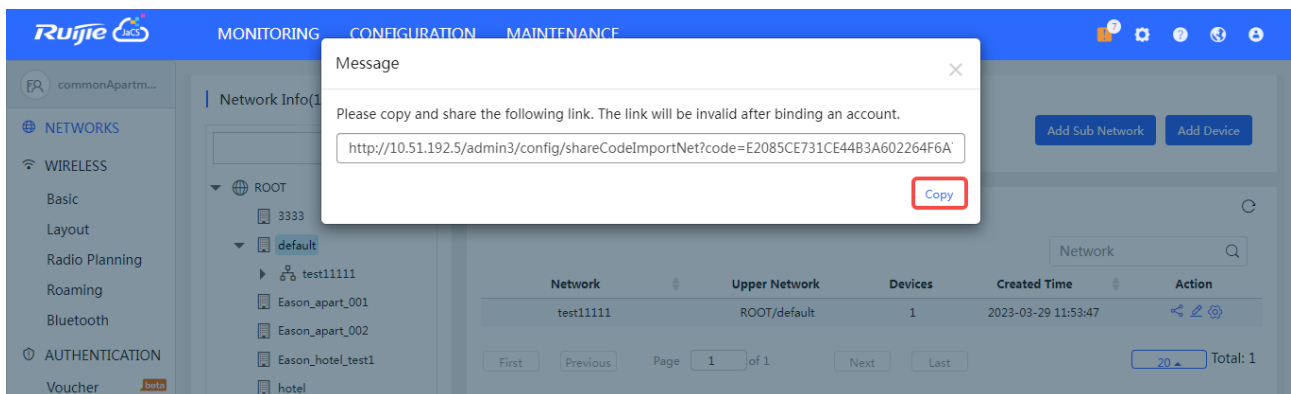 Ruijie JaCS MONITORING CONFIGURATION MAINTENANCE 7
commonApartm...
NETWORKS
WIRELESS
Basic
Layout
Radio Planning
Roaming
Bluetooth
AUTHENTICATION
Voucher beta
Network Info(1
ROOT
3333
default
test11111
Eason_apart_001
Eason_apart_002
Eason_hotel_test1
hotel
Message
Please copy and share the following link. The link will be invalid after binding an account.
http://10.51.192.5/admin3/config/shareCodeImportNet?code=E2085CE731CE44B3A602264F6A
Copy
Add Sub Network Add Device
Network
Network Upper Network Devices Created Time Action
test11111 ROOT/default 1 2023-03-29 11:53:47
First Previous Page 1 of 1 Next Last 20 Total: 1